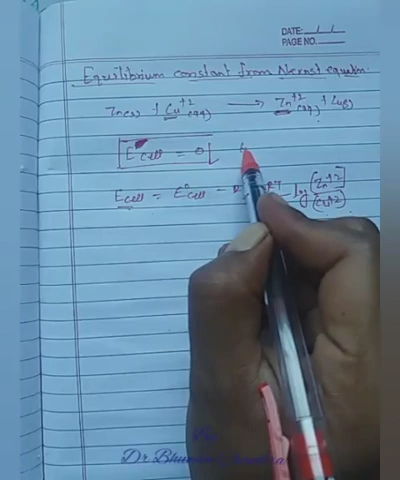 DATE:
PAGE NO.
Equilibrium constant from Nernst equation.
Zn(s) + Cu+2(aq) → Zn+2(aq) + Cu(s)
Ecell = 0
Ecell = E°cell - log [Zn+2]/[Cu+2]
By
Dr